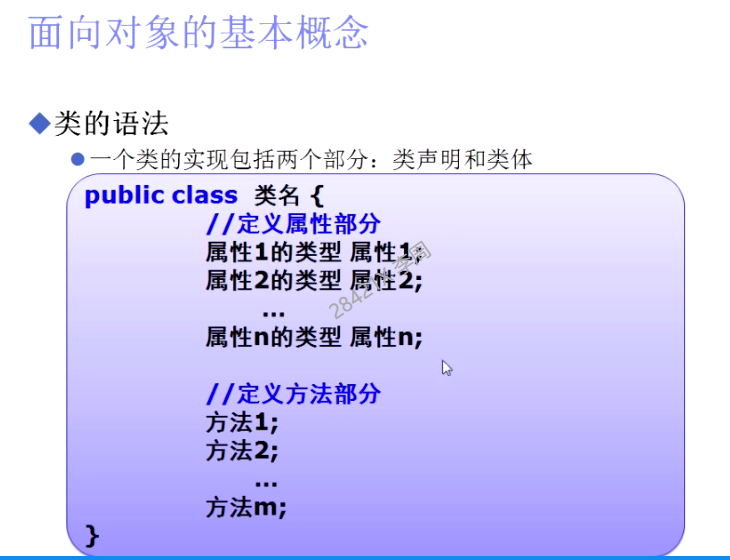 面向对象的基本概念
类的语法
一个类的实现包括两个部分：类声明和类体
public class 类名 {
//定义属性部分
属性1的类型 属性1;
属性2的类型 属性2;
...
属性n的类型 属性n;
//定义方法部分
方法1;
方法2;
...
方法m;
}